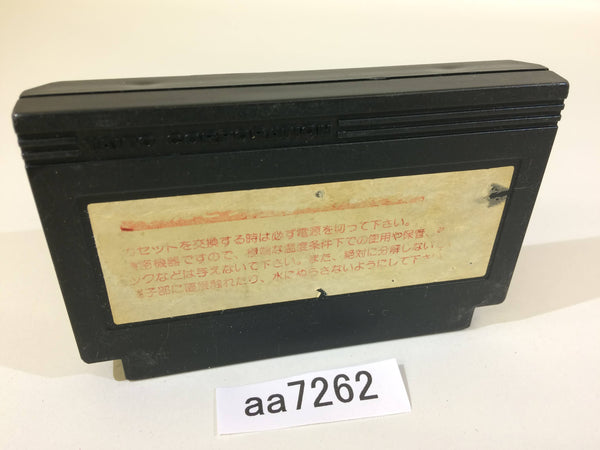 TAITO CORPORATION
カセットを交換する時は必ず電源を切って下さい。
密機器ですので、極端な温度条件下での使用や保管、
ックなどは与えないで下さい。また、絶対に分解しない
子部に直接触れたり、水にぬらさないようにして下さ
aa7262